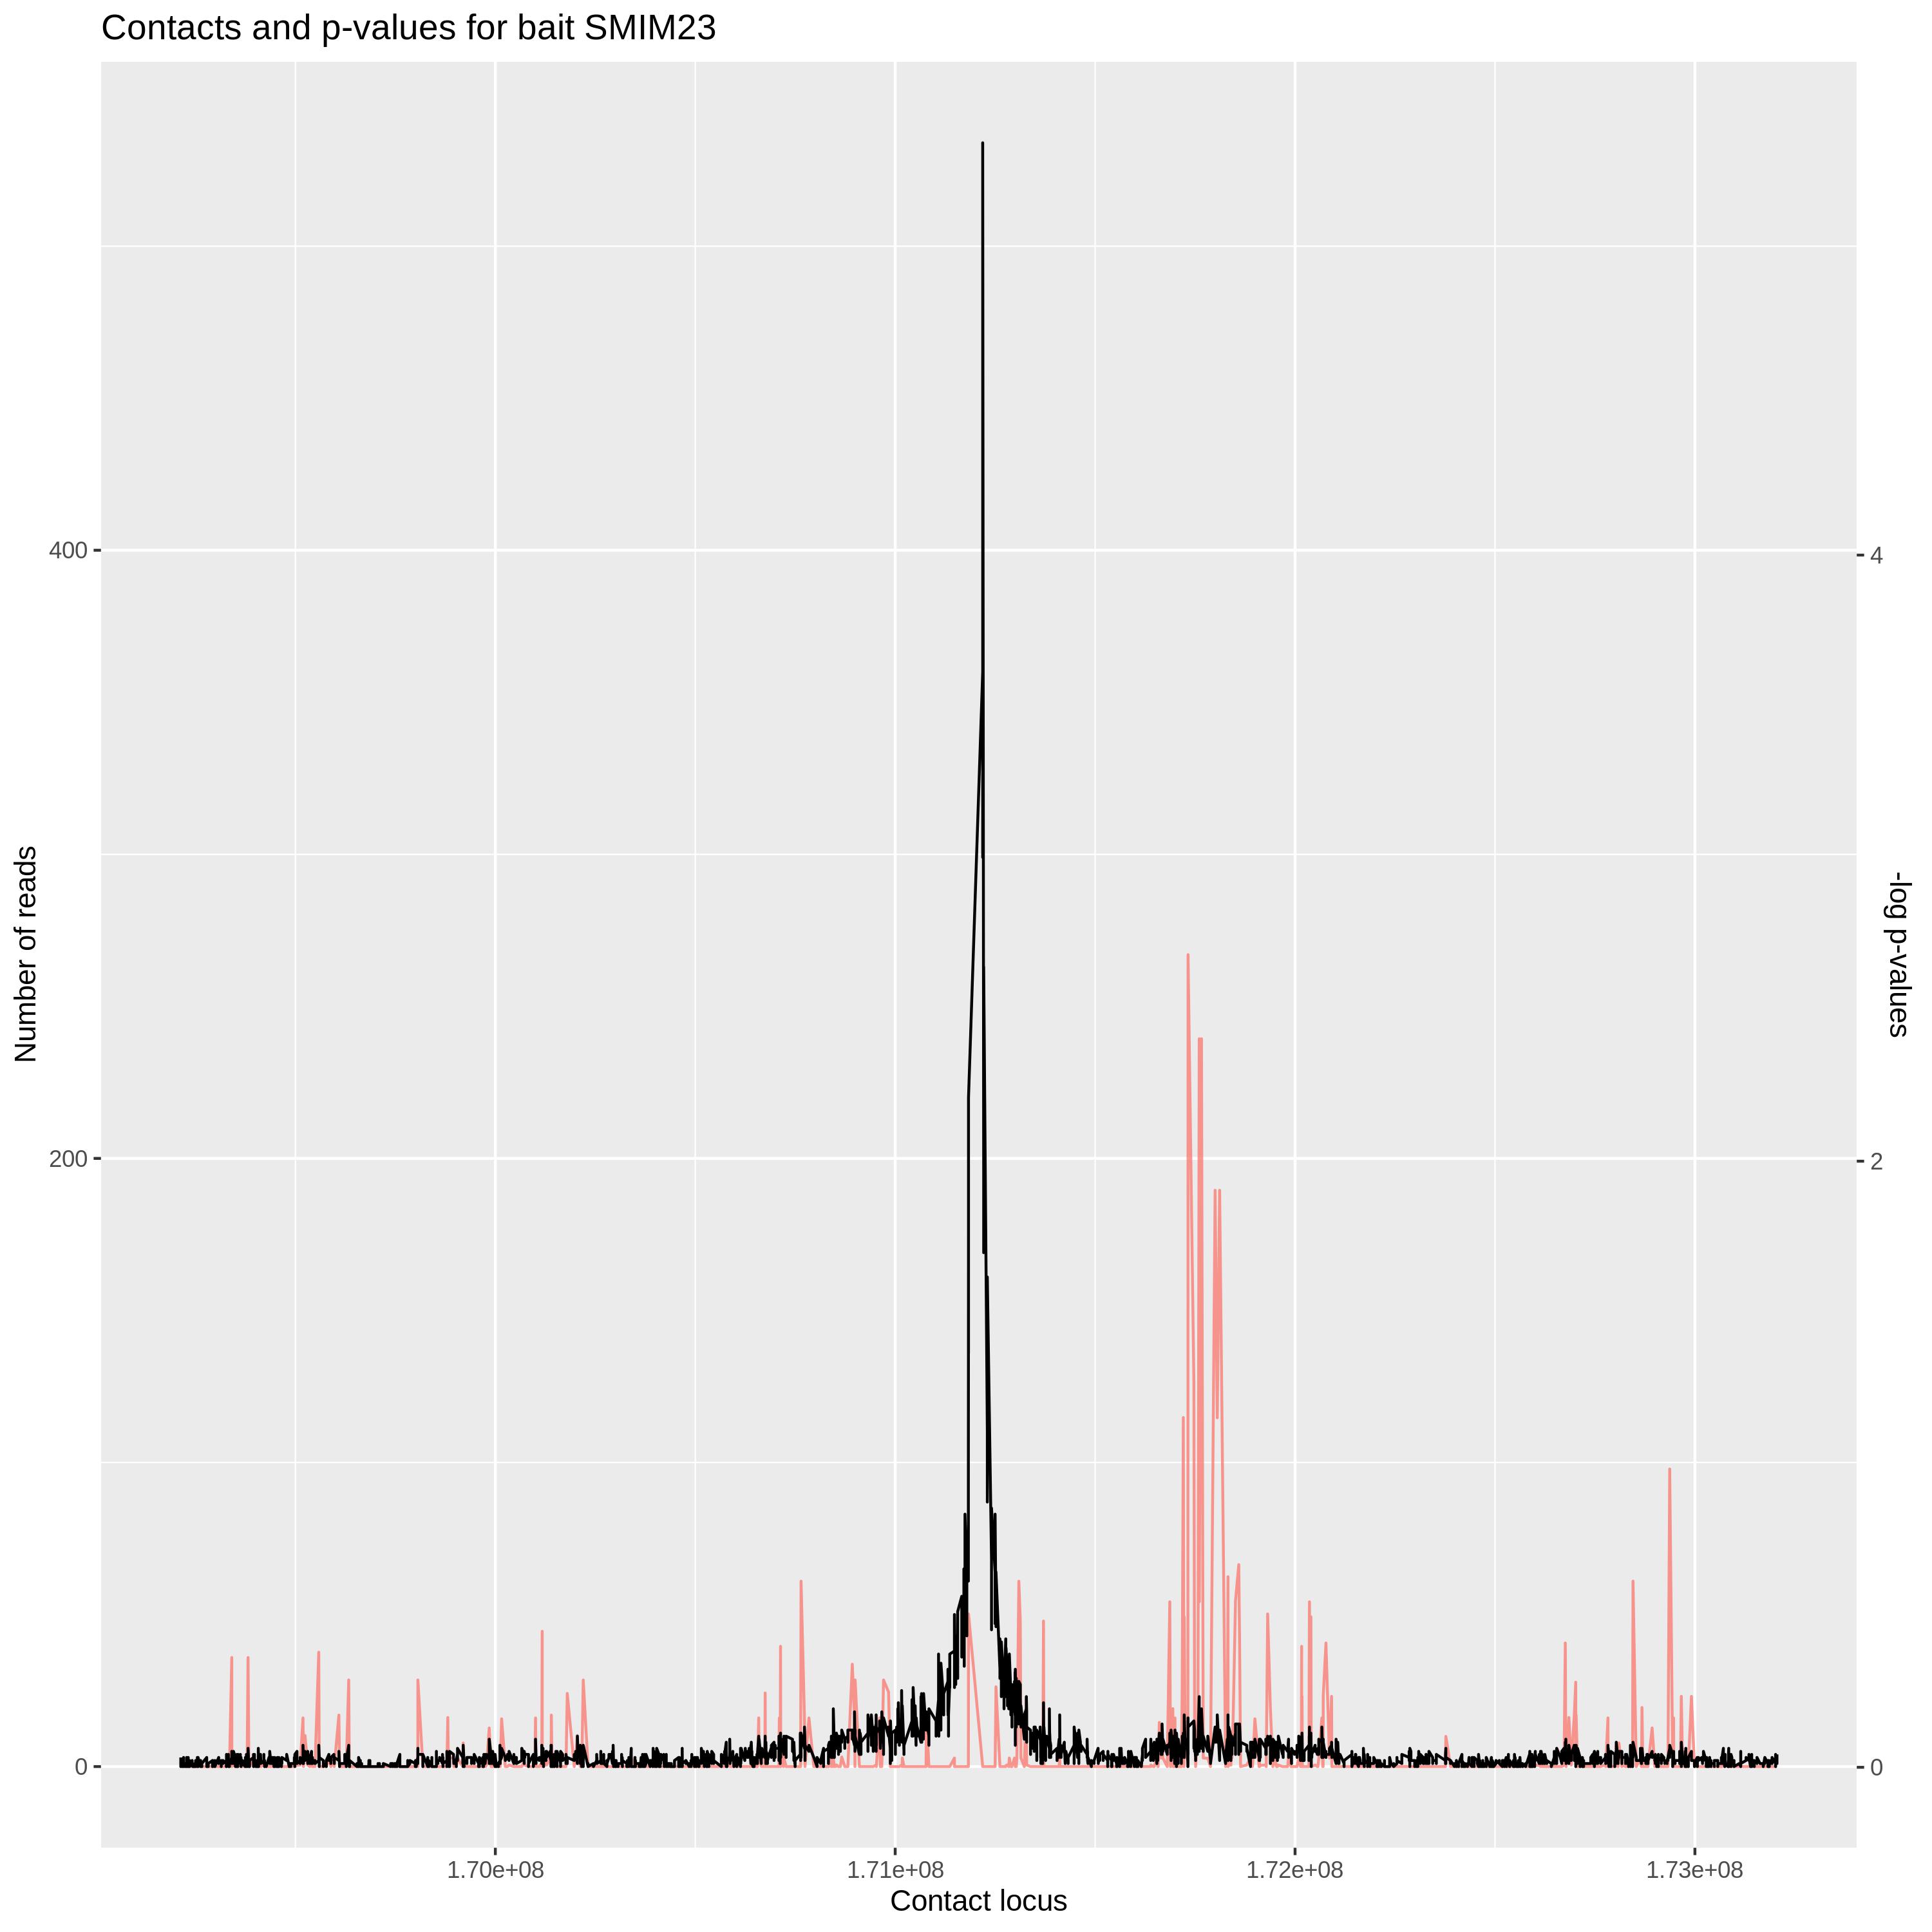 Contacts and p-values for bait SMIM23
Number of reads
400
200
0
4
2
0
-log p-values
1.70e+08
1.71e+08
1.72e+08
1.73e+08
Contact locus